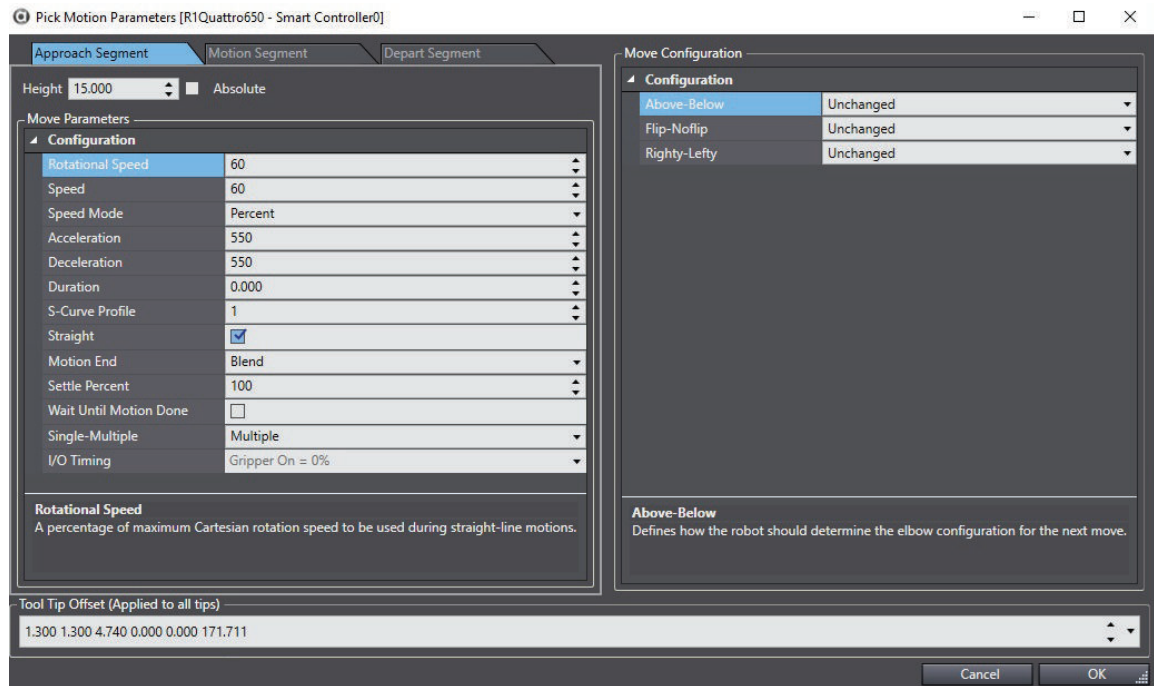 Pick Motion Parameters [R1Quattro650 - Smart Controller0]
Approach Segment
Motion Segment
Depart Segment
Height 15.000 Absolute
Move Parameters
Configuration
Rotational Speed 60
Speed 60
Speed Mode Percent
Acceleration 550
Deceleration 550
Duration 0.000
S-Curve Profile 1
Straight
Motion End Blend
Settle Percent 100
Wait Until Motion Done
Single-Multiple Multiple
I/O Timing Gripper On = 0%
Rotational Speed
A percentage of maximum Cartesian rotation speed to be used during straight-line motions.
Move Configuration
Configuration
Above-Below Unchanged
Flip-Noflip Unchanged
Righty-Lefty Unchanged
Above-Below
Defines how the robot should determine the elbow configuration for the next move.
Tool Tip Offset (Applied to all tips)
1.300 1.300 4.740 0.000 0.000 171.711
Cancel
OK